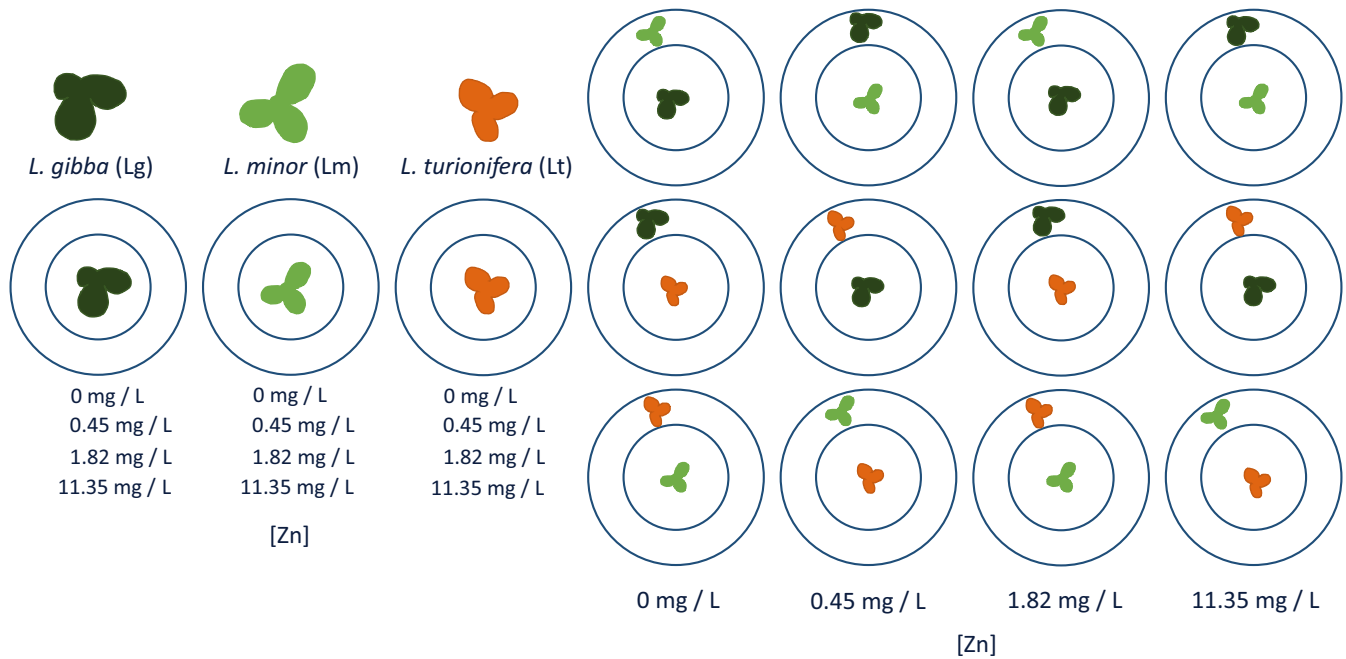 L. gibba (Lg)
L. minor (Lm)
L. turionifera (Lt)
0 mg / L
0.45 mg / L
1.82 mg / L
11.35 mg / L
0 mg / L
0.45 mg / L
1.82 mg / L
11.35 mg / L
0 mg / L
0.45 mg / L
1.82 mg / L
11.35 mg / L
[Zn]
0 mg / L
0.45 mg / L
1.82 mg / L
11.35 mg / L
[Zn]